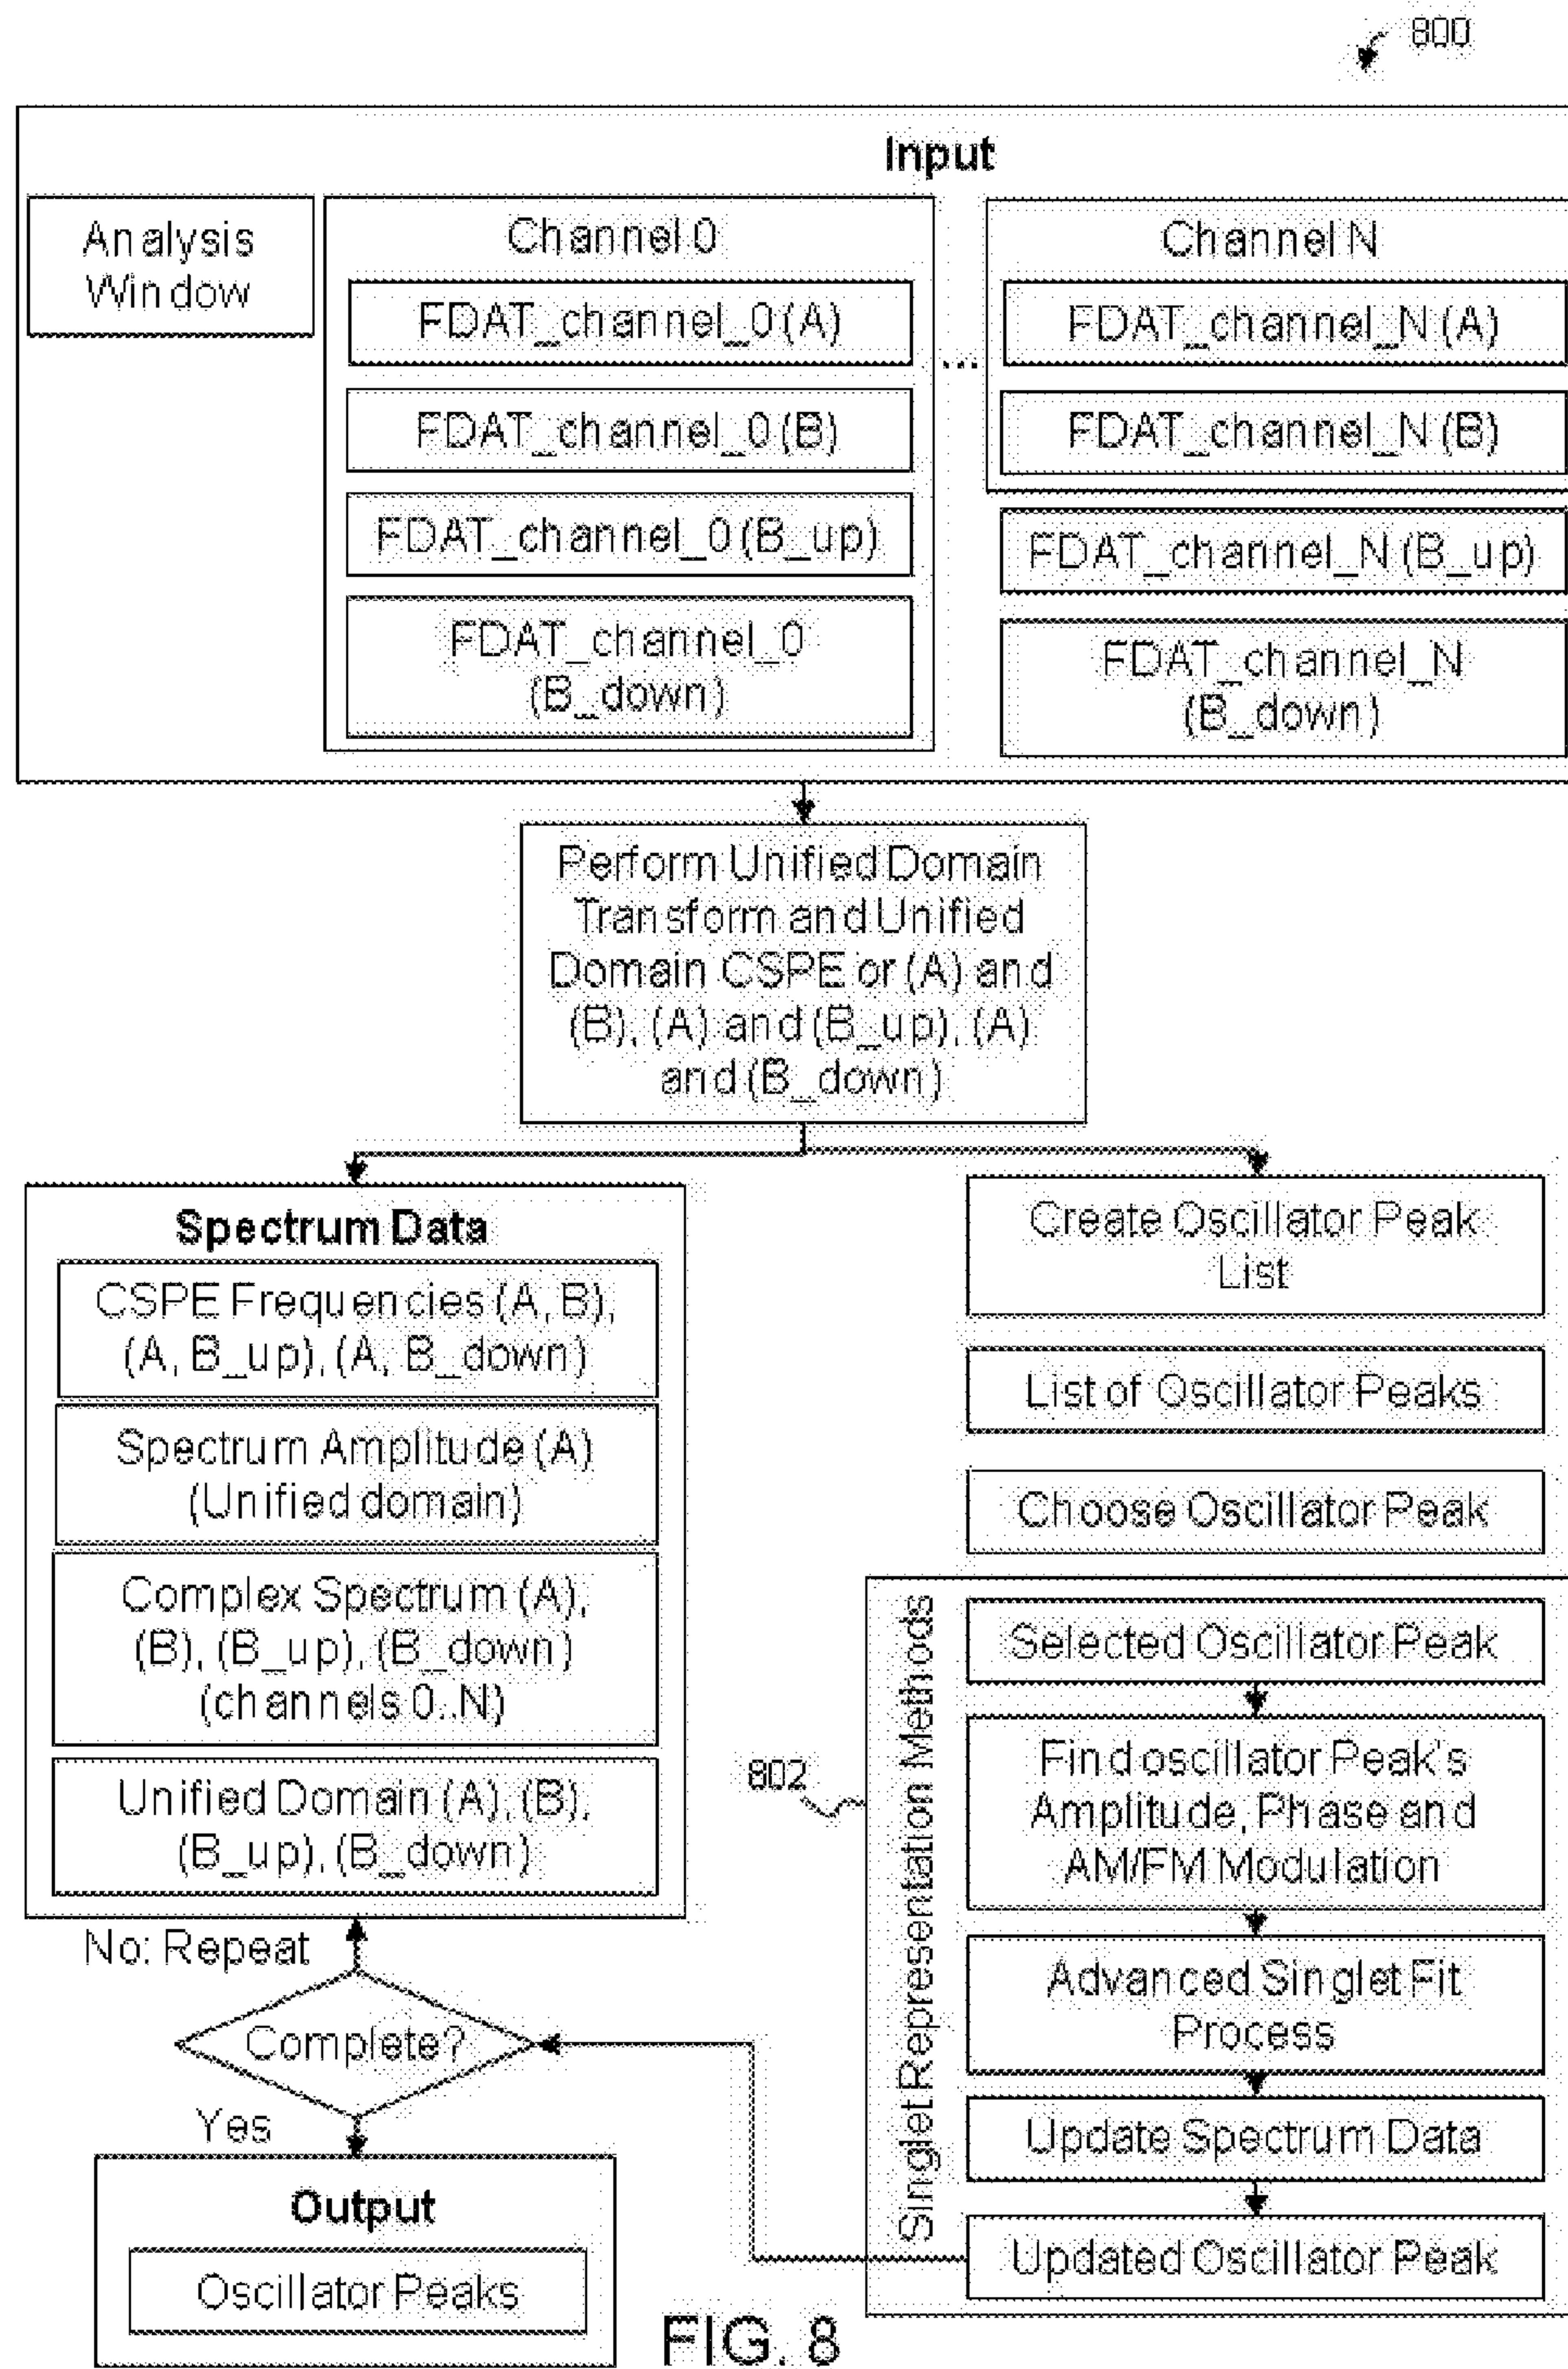 800
Input
Analysis
Window
Channel 0
FDAT_channel_0 (A)
FDAT_channel_0 (B)
FDAT_channel_0 (B_up)
FDAT_channel_0
(B_down)
...
Channel N
FDAT_channel_N (A)
FDAT_channel_N (B)
FDAT_channel_N (B_up)
FDAT_channel_N
(B_down)
Perform Unified Domain
Transform and Unified
Domain CSPE or (A) and
(B), (A) and (B_up), (A)
and (B_down)
Spectrum Data
CSPE Frequencies (A, B),
(A, B_up), (A, B_down)
Spectrum Amplitude (A)
(Unified domain)
Complex Spectrum (A),
(B), (B_up), (B_down)
(channels 0..N)
Unified Domain (A), (B),
(B_up), (B_down)
No: Repeat
Complete?
Yes
Output
Oscillator Peaks
Create Oscillator Peak
List
List of Oscillator Peaks
Choose Oscillator Peak
802
Singlet Representation Methods
Selected Oscillator Peak
Find oscillator Peak's
Amplitude, Phase and
AM/FM Modulation
Advanced Singlet Fit
Process
Update Spectrum Data
Updated Oscillator Peak
FIG. 8